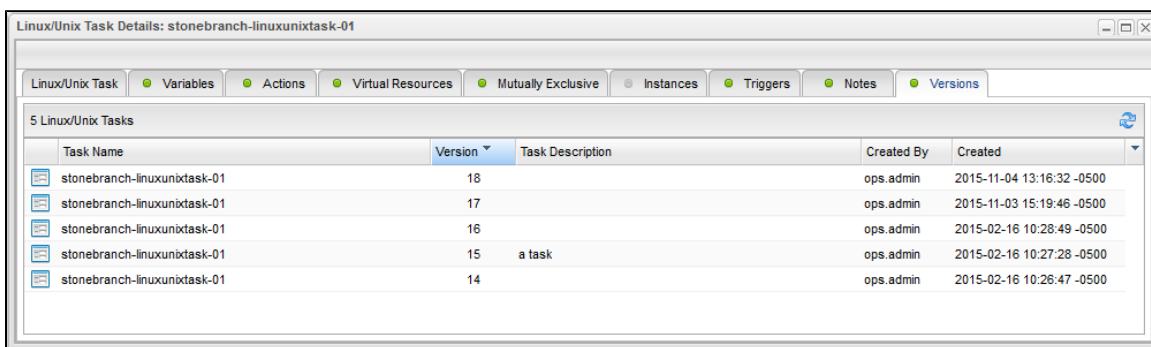 Linux/Unix Task Details: stonebranch-linuxunixtask-01
Linux/Unix Task Variables Actions Virtual Resources Mutually Exclusive Instances Triggers Notes Versions
5 Linux/Unix Tasks
Task Name Version Task Description Created By Created
stonebranch-linuxunixtask-01 18 ops.admin 2015-11-04 13:16:32 -0500
stonebranch-linuxunixtask-01 17 ops.admin 2015-11-03 15:19:46 -0500
stonebranch-linuxunixtask-01 16 ops.admin 2015-02-16 10:28:49 -0500
stonebranch-linuxunixtask-01 15 a task ops.admin 2015-02-16 10:27:28 -0500
stonebranch-linuxunixtask-01 14 ops.admin 2015-02-16 10:26:47 -0500